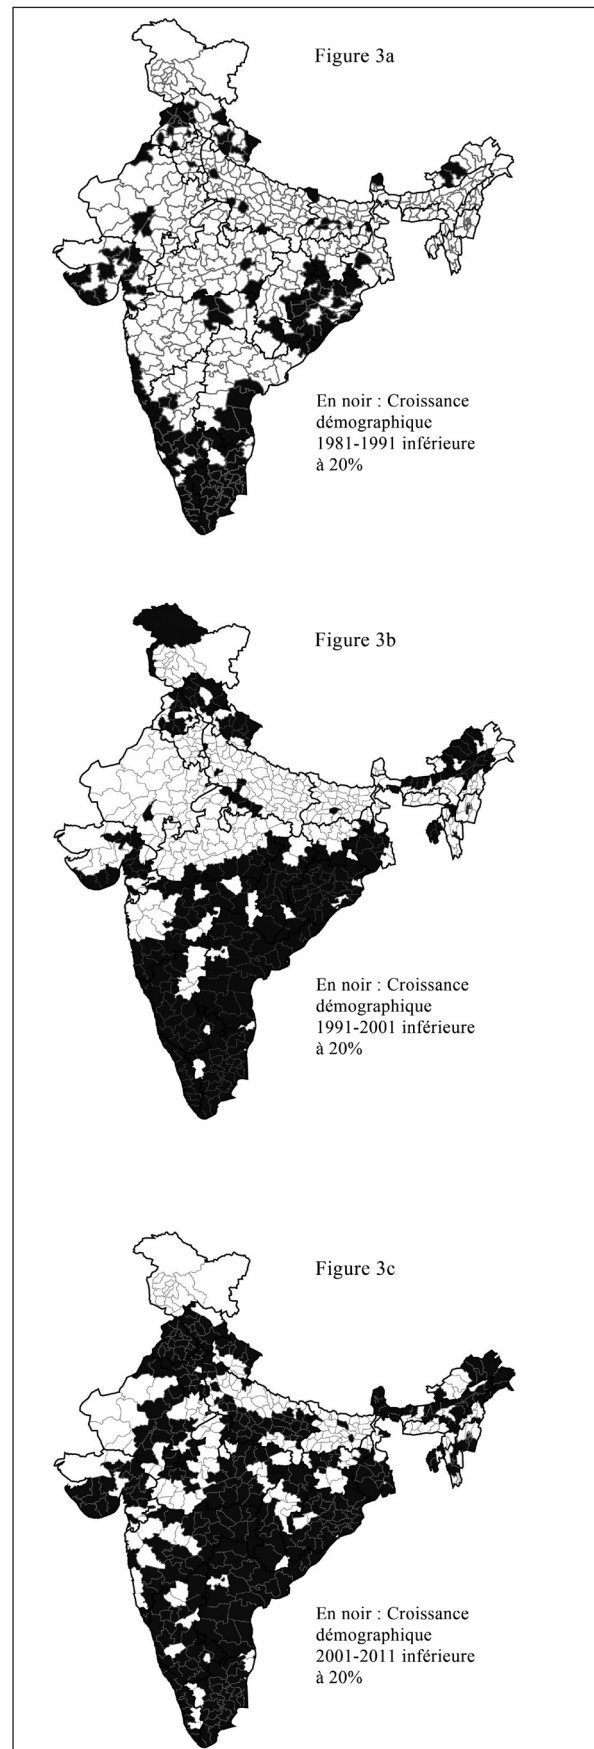 Figure 3a
En noir : Croissance
démographique
1981-1991 inférieure
à 20%
Figure 3b
En noir : Croissance
démographique
1991-2001 inférieure
à 20%
Figure 3c
En noir : Croissance
démographique
2001-2011 inférieure
à 20%